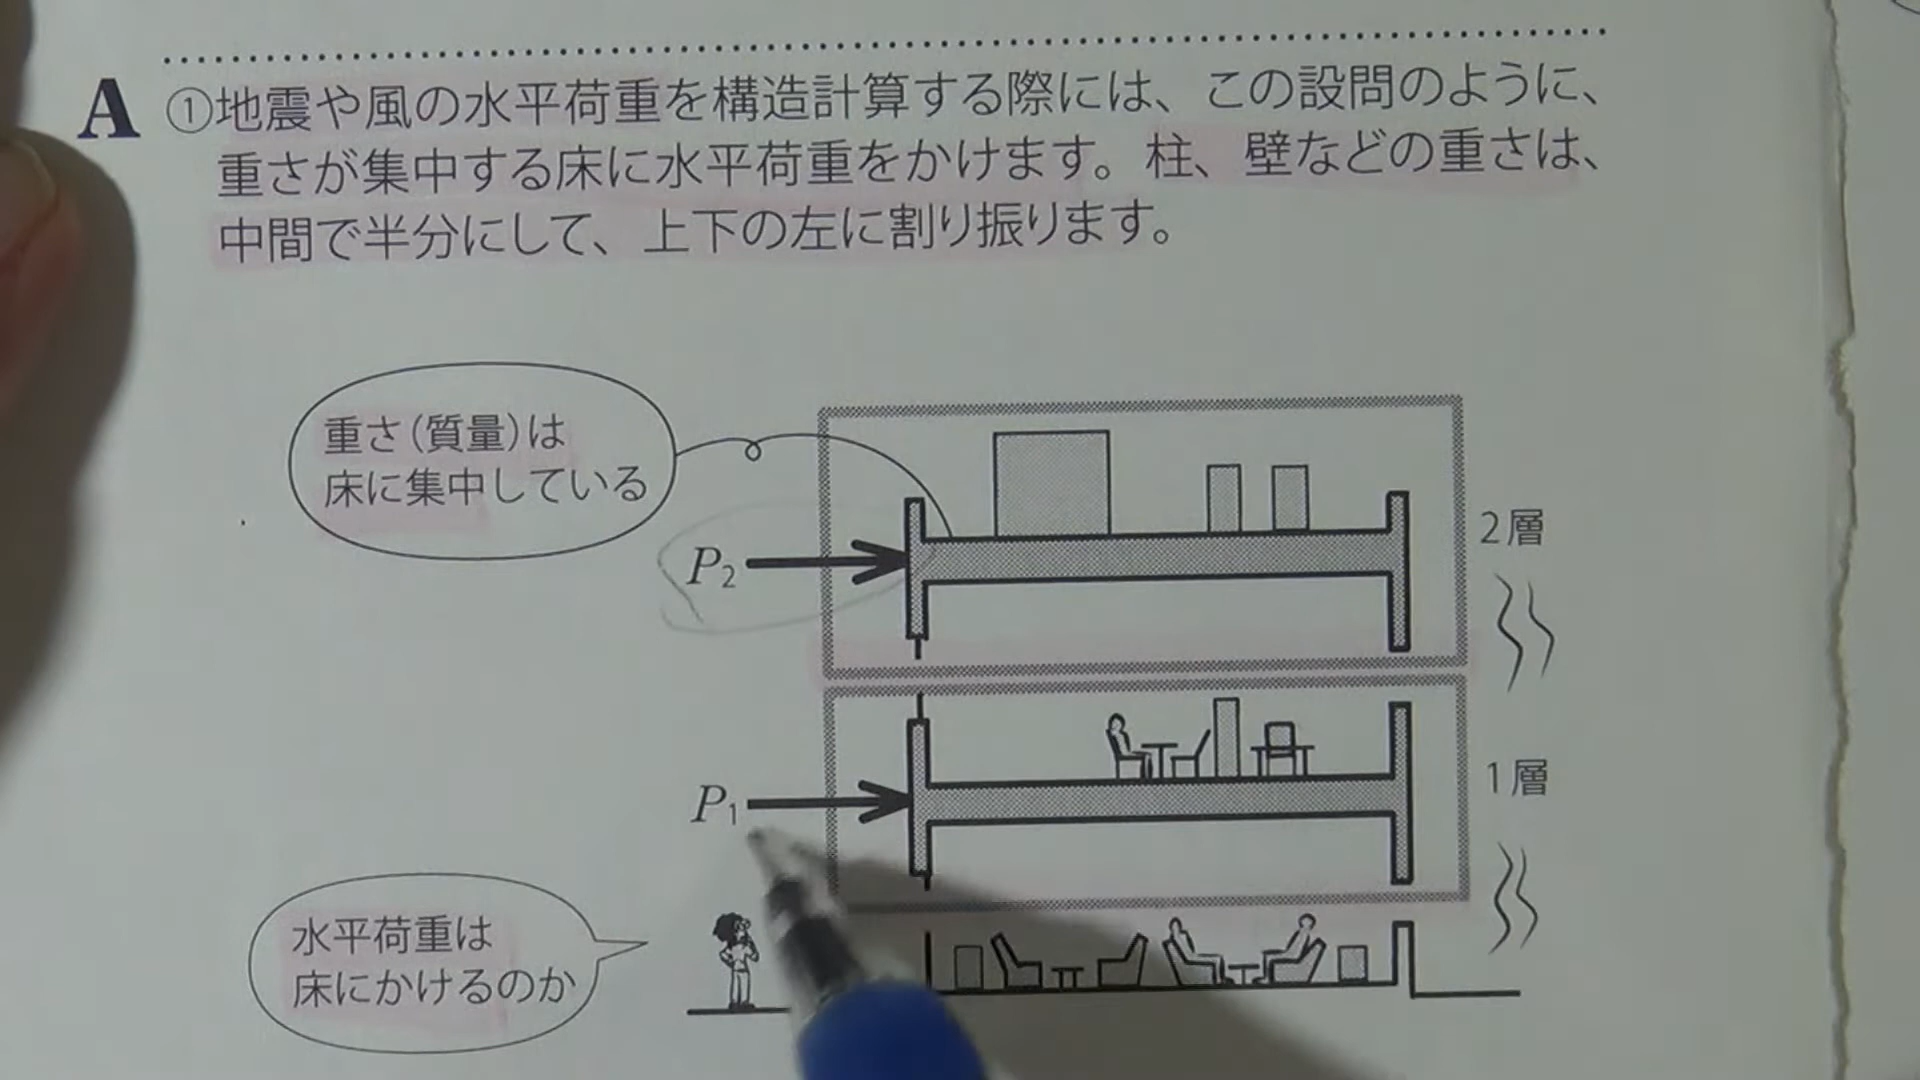 A ①地震や風の水平荷重を構造計算する際には、この設問のように、
重さが集中する床に水平荷重をかけます。柱、壁などの重さは、
中間で半分にして、上下の左に割り振ります。
重さ(質量)は
床に集中している
P2
2層
P1
1層
水平荷重は
床にかけるのか